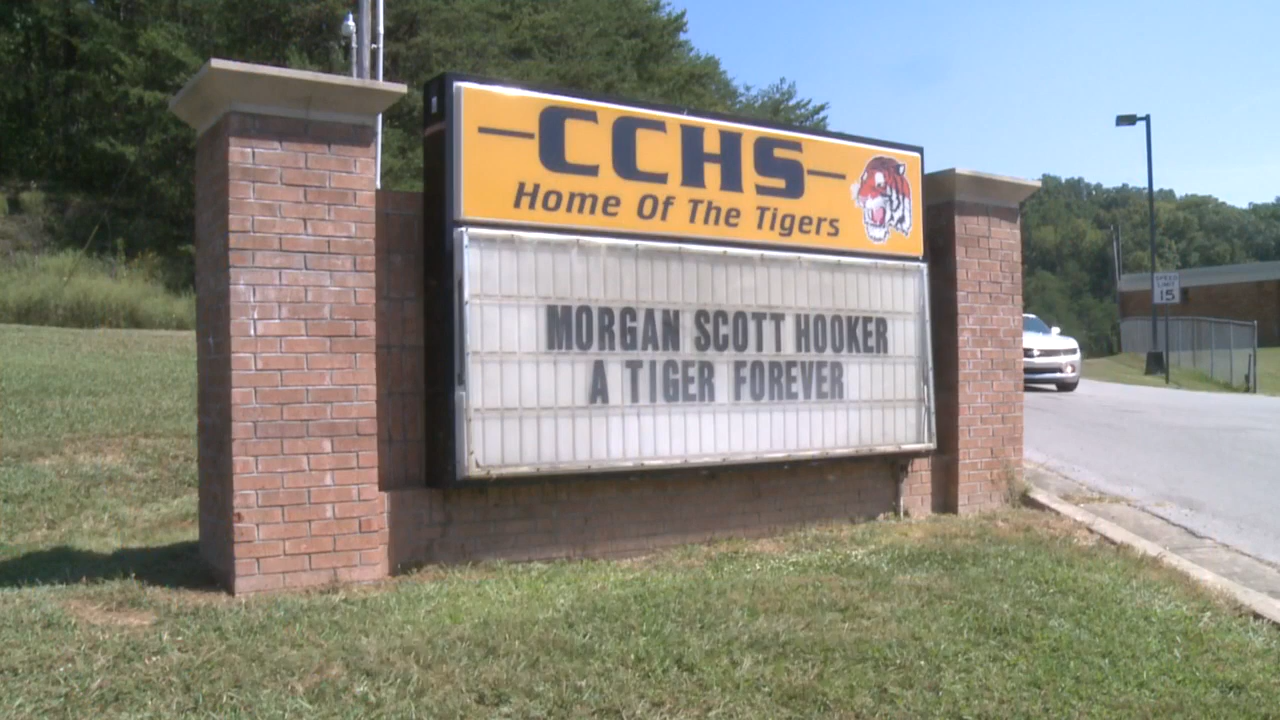 CCHS
Home Of The Tigers
MORGAN SCOTT HOOKER
A TIGER FOREVER
SPEED
LIMIT
15